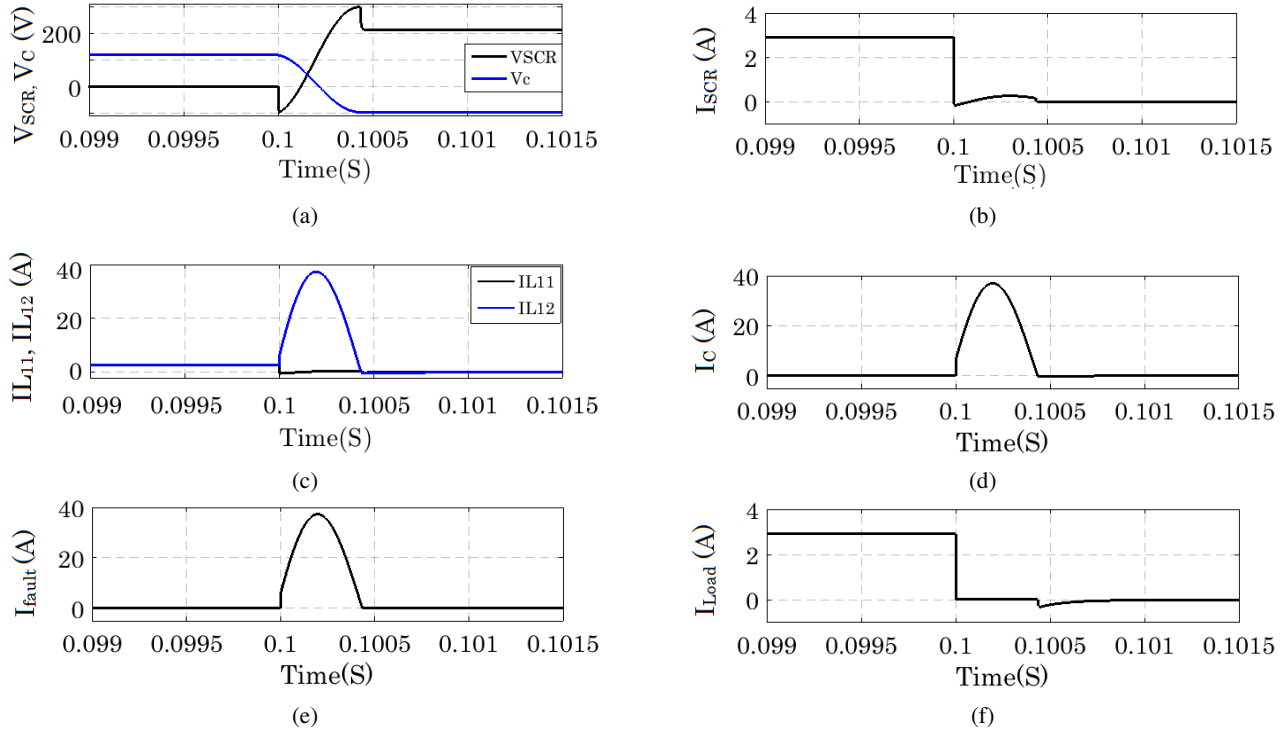 V_SCR, V_C (V)
200
0
VSCR
Vc
0.099 0.0995 0.1 0.1005 0.101 0.1015
Time(S)
(a)
I_SCR (A)
4
2
0
0.099 0.0995 0.1 0.1005 0.101 0.1015
Time(S)
(b)
IL_11, IL_12 (A)
40
20
0
IL11
IL12
0.099 0.0995 0.1 0.1005 0.101 0.1015
Time(S)
(c)
I_C (A)
40
20
0
0.099 0.0995 0.1 0.1005 0.101 0.1015
Time(S)
(d)
I_fault (A)
40
20
0
0.099 0.0995 0.1 0.1005 0.101 0.1015
Time(S)
(e)
I_Load (A)
4
2
0
0.099 0.0995 0.1 0.1005 0.101 0.1015
Time(S)
(f)